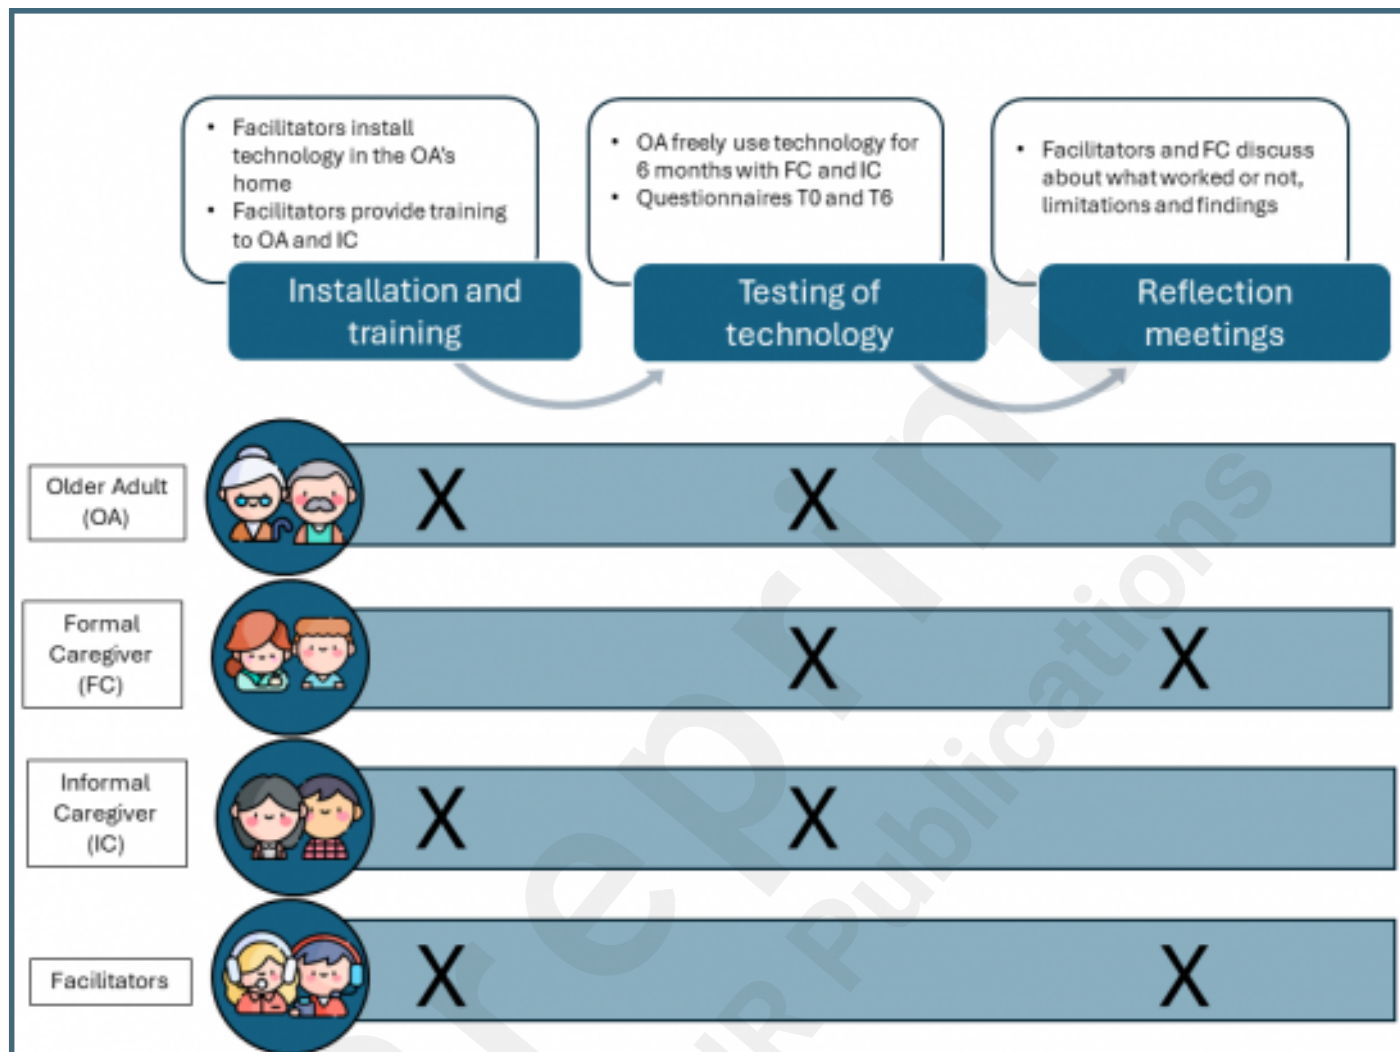 • Facilitators install
technology in the OA's
home
• Facilitators provide training
to OA and IC
Installation and
training
• OA freely use technology for
6 months with FC and IC
• Questionnaires T0 and T6
Testing of
technology
• Facilitators and FC discuss
about what worked or not,
limitations and findings
Reflection
meetings
Older Adult
(OA)
X X
Formal
Caregiver
(FC)
X X
Informal
Caregiver
(IC)
X X
Facilitators
X X
reprint
R Publications